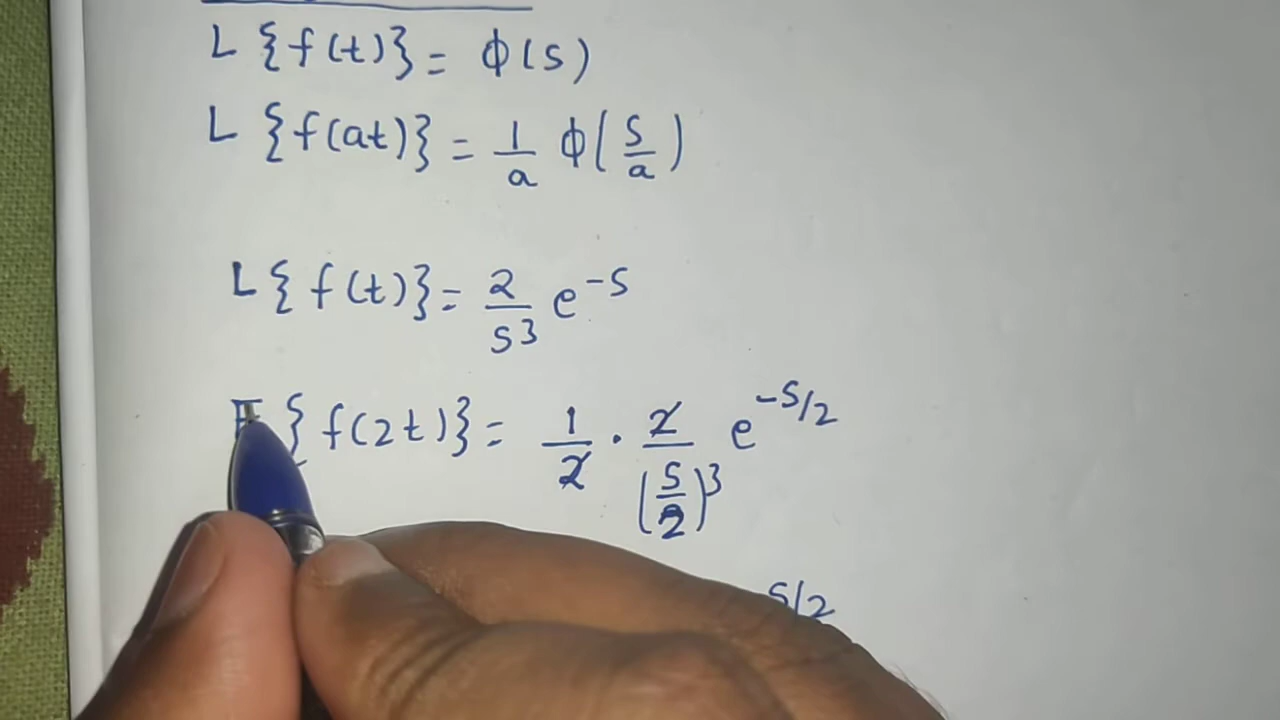 L {f(t)} = ϕ(s)
L {f(at)} = 1/a ϕ(s/a)
L{ f(t)} = 2/s³ e^-s
{ f(2t)} = 1/2 · 2/(s/2)³ e^-s/2
s/2